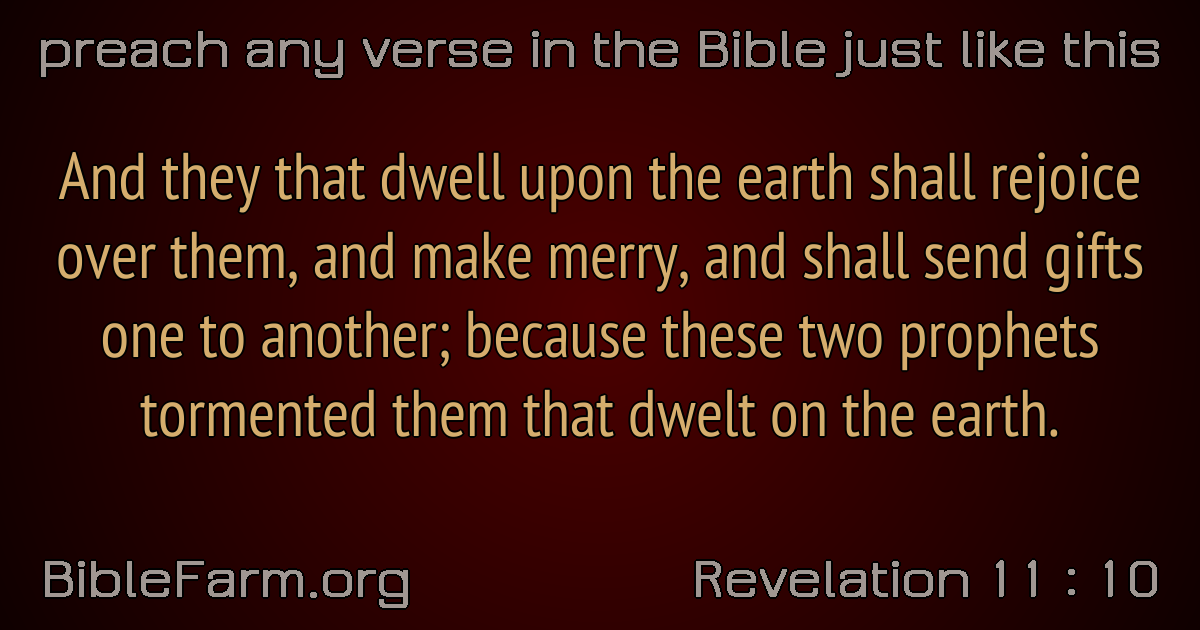 preach any verse in the Bible just like this
And they that dwell upon the earth shall rejoice
over them, and make merry, and shall send gifts
one to another; because these two prophets
tormented them that dwelt on the earth.
BibleFarm.org
Revelation 11 : 10